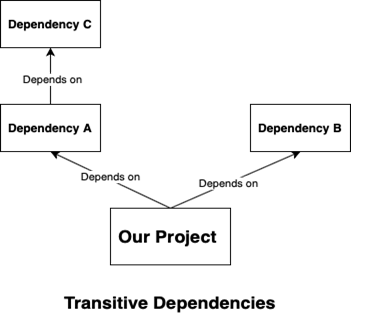 Dependency C
Depends on
Dependency A
Dependency B
Depends on
Depends on
Our Project
Transitive Dependencies